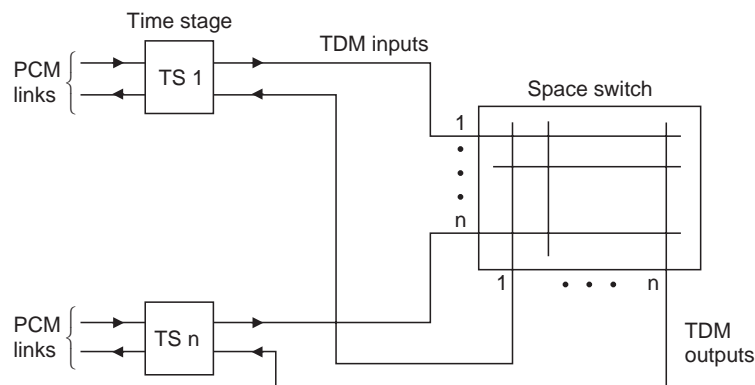 Time stage
PCM
links
TS 1
TDM inputs
Space switch
1
n
1
n
PCM
links
TS n
TDM
outputs